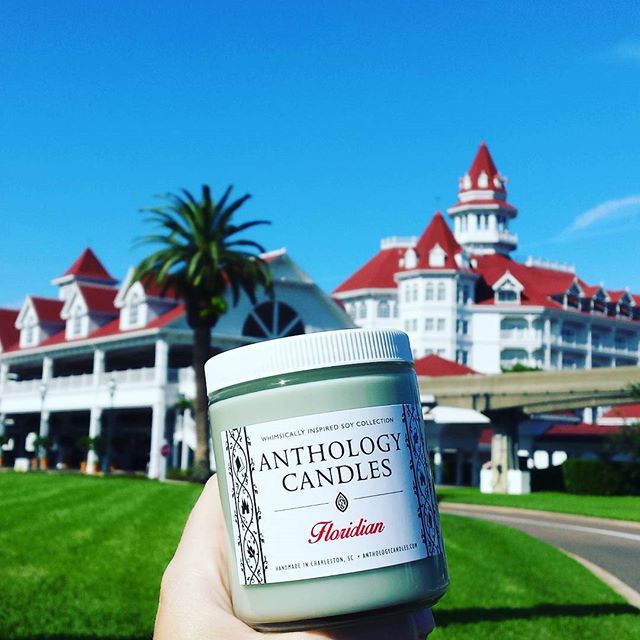 WHIMSICALLY INSPIRED SOY COLLECTION
ANTHOLOGY
CANDLES
Floridian
HANDMADE IN CHARLESTON, SC • ANTHOLOGYCANDLES.COM